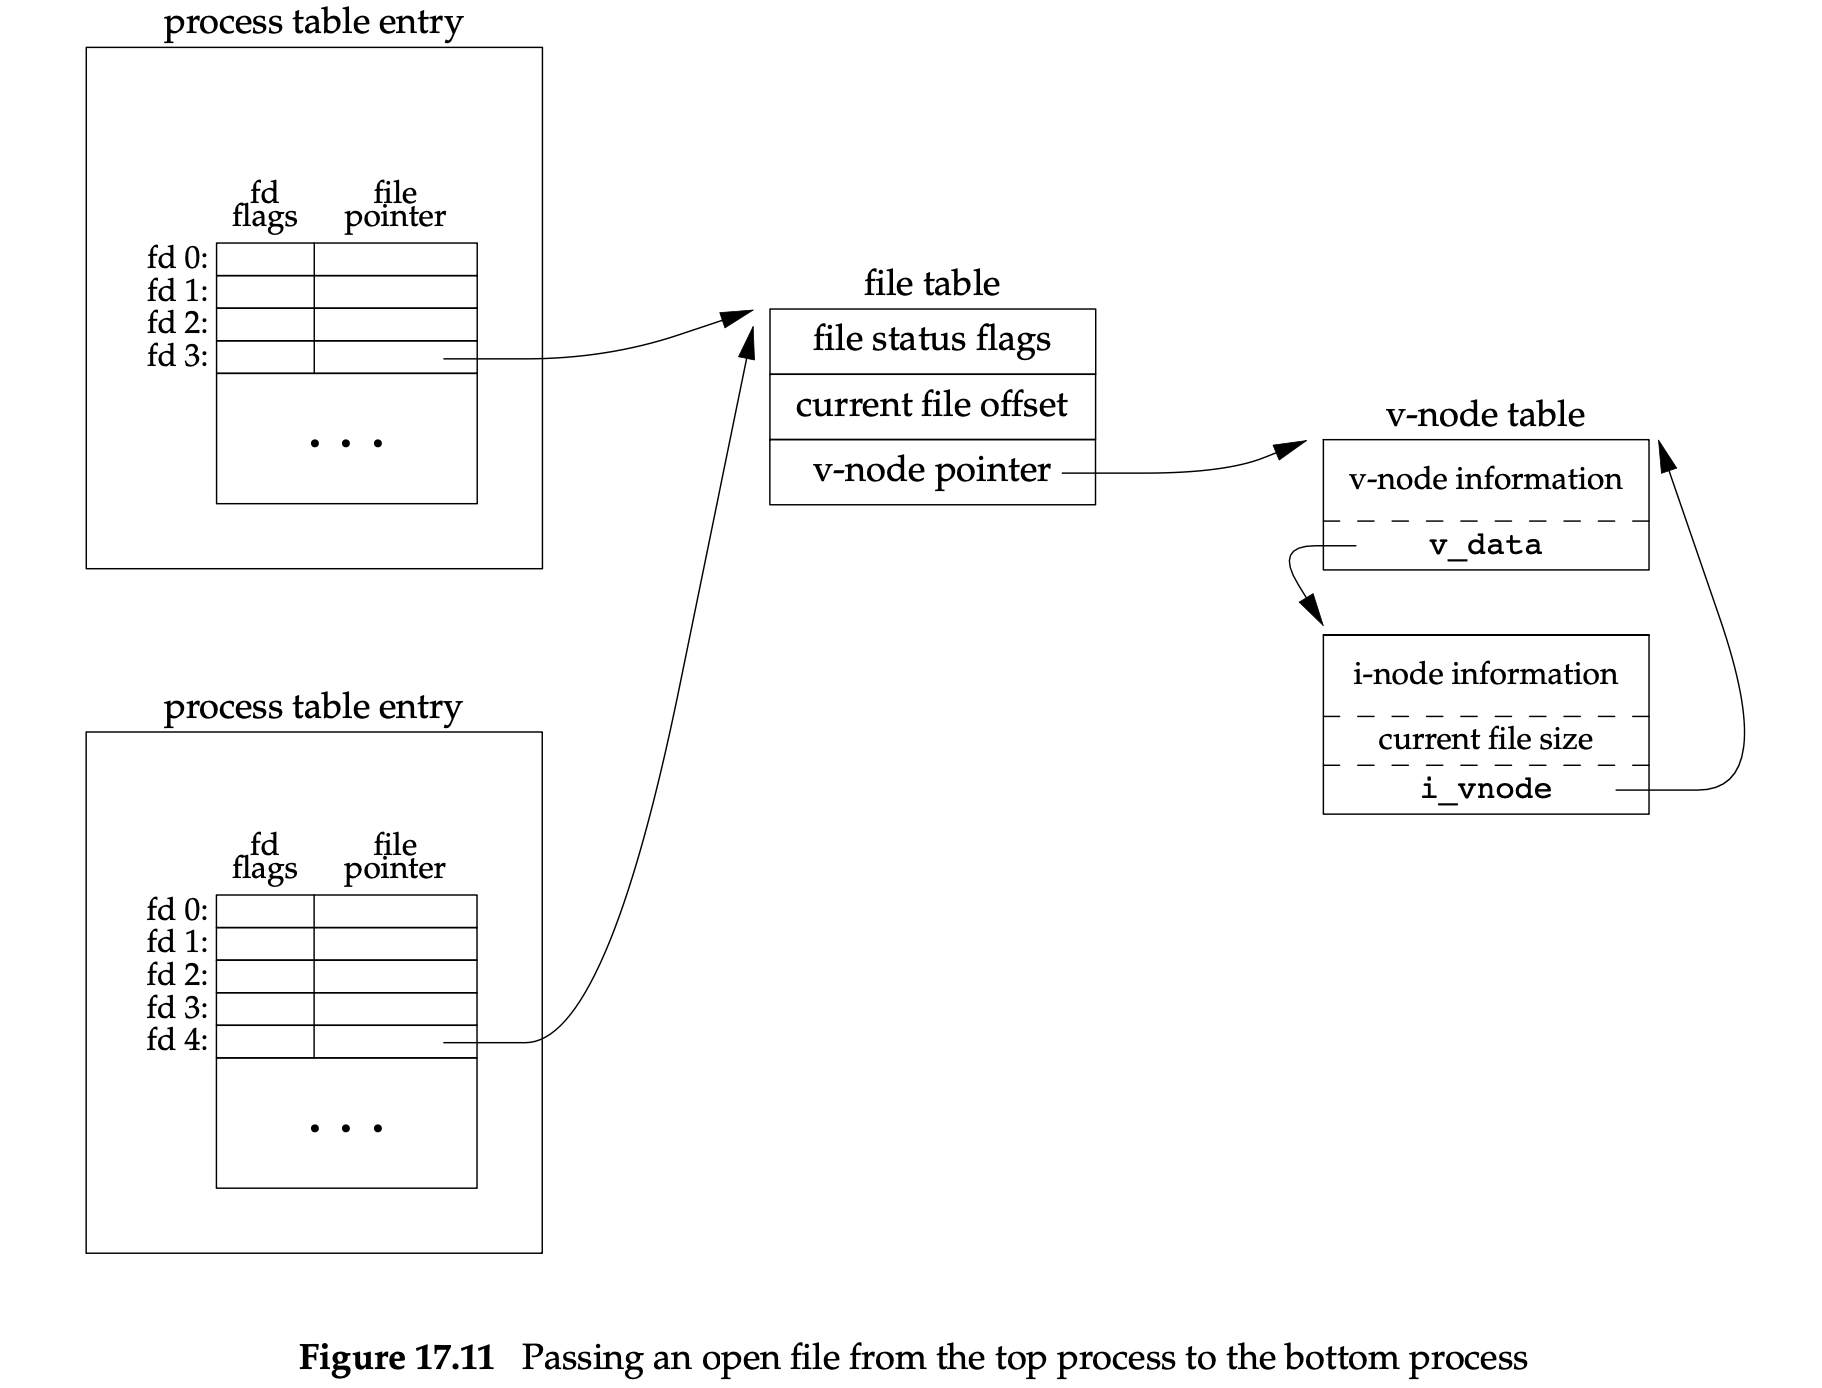 process table entry
fd
flags
file
pointer
fd 0:
fd 1:
fd 2:
fd 3:
. . .
file table
file status flags
current file offset
v-node pointer
v-node table
v-node information
v_data
i-node information
current file size
i_vnode
process table entry
fd
flags
file
pointer
fd 0:
fd 1:
fd 2:
fd 3:
fd 4:
. . .
Figure 17.11 Passing an open file from the top process to the bottom process